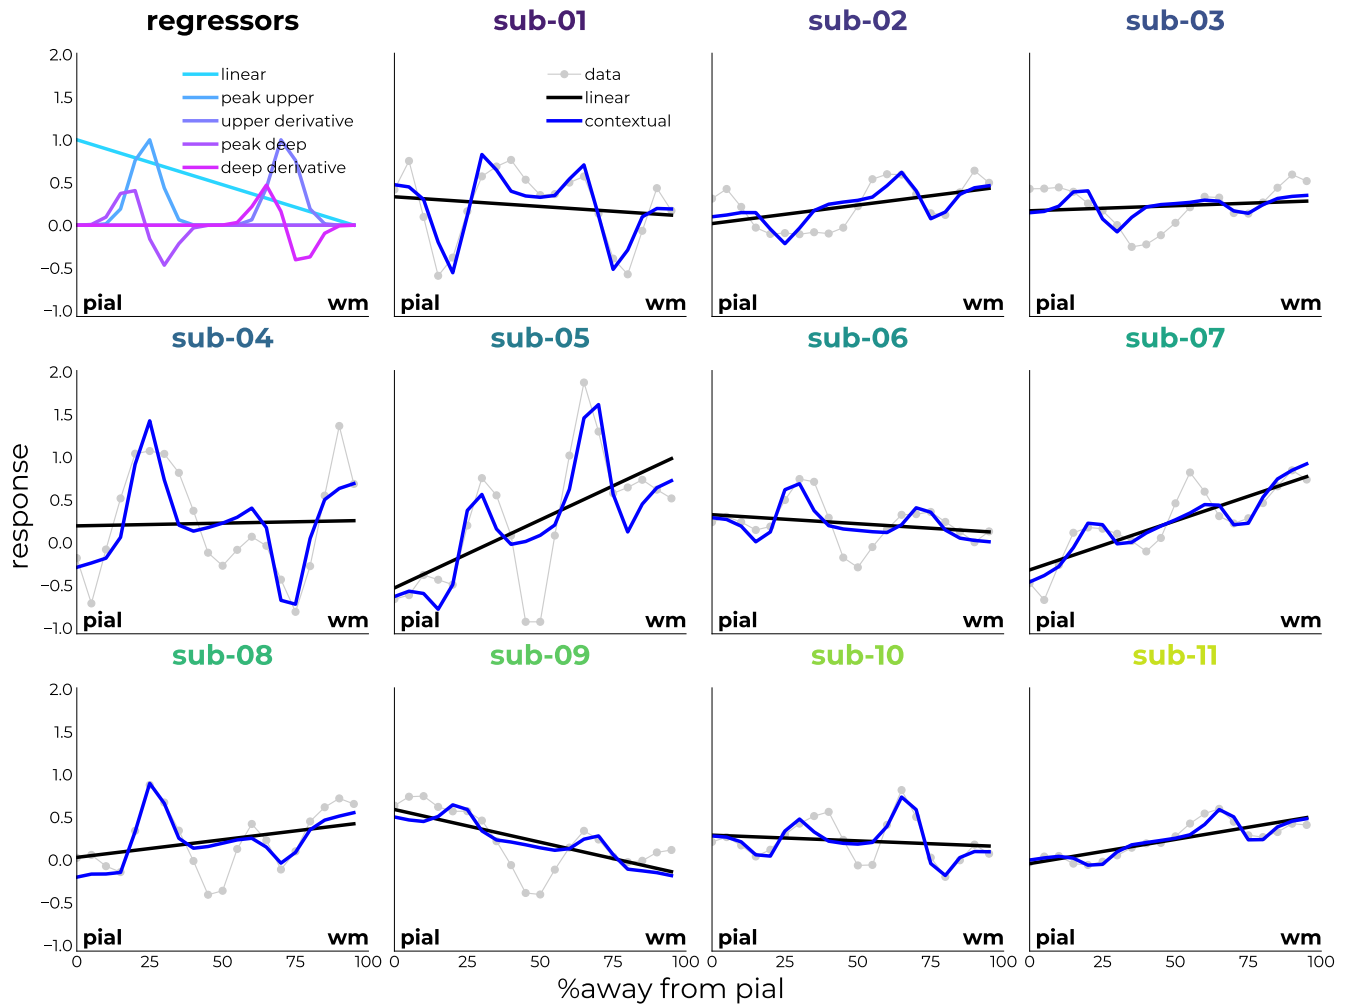 regressors
sub-01
sub-02
sub-03
2.0
1.5
1.0
0.5
0.0
−0.5
−1.0
linear
peak upper
upper derivative
peak deep
deep derivative
pial wm
data
linear
contextual
pial wm
pial wm
pial wm
sub-04
sub-05
sub-06
sub-07
response
2.0
1.5
1.0
0.5
0.0
−0.5
−1.0
pial wm
pial wm
pial wm
pial wm
sub-08
sub-09
sub-10
sub-11
2.0
1.5
1.0
0.5
0.0
−0.5
−1.0
pial wm
pial wm
pial wm
pial wm
0 25 50 75 100
0 25 50 75 100
0 25 50 75 100
0 25 50 75 100
%away from pial